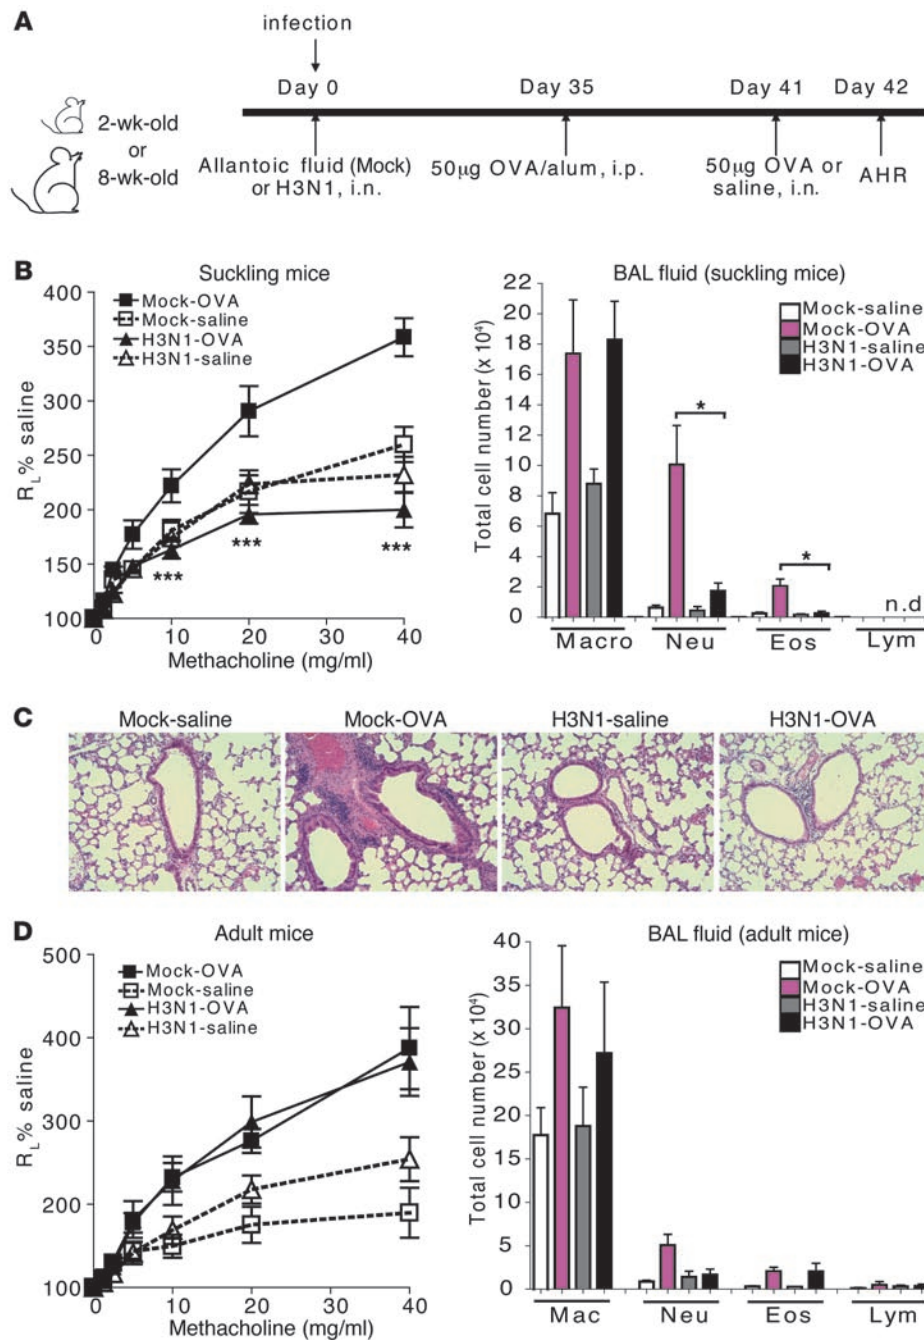 A
infection
Day 0 Day 35 Day 41 Day 42
2-wk-old
or
8-wk-old
Allantoic fluid (Mock)
or H3N1, i.n.
50µg OVA/alum, i.p.
50µg OVA or
saline, i.n.
AHR
B
Suckling mice
400
350
300
250
200
150
100
R_L% saline
Mock-OVA
Mock-saline
H3N1-OVA
H3N1-saline
*** *** ***
0 10 20 30 40
Methacholine (mg/ml)
BAL fluid (suckling mice)
22
20
18
16
14
12
10
8
6
4
2
0
Total cell number (x 10⁴)
Mock-saline
Mock-OVA
H3N1-saline
H3N1-OVA
*
*
n.d
Macro Neu Eos Lym
C
Mock-saline Mock-OVA H3N1-saline H3N1-OVA
D
Adult mice
500
400
300
200
100
R_L% saline
Mock-OVA
Mock-saline
H3N1-OVA
H3N1-saline
0 10 20 30 40
Methacholine (mg/ml)
BAL fluid (adult mice)
40
35
30
25
20
15
10
5
0
Total cell number (x 10⁴)
Mock-saline
Mock-OVA
H3N1-saline
H3N1-OVA
Mac Neu Eos Lym